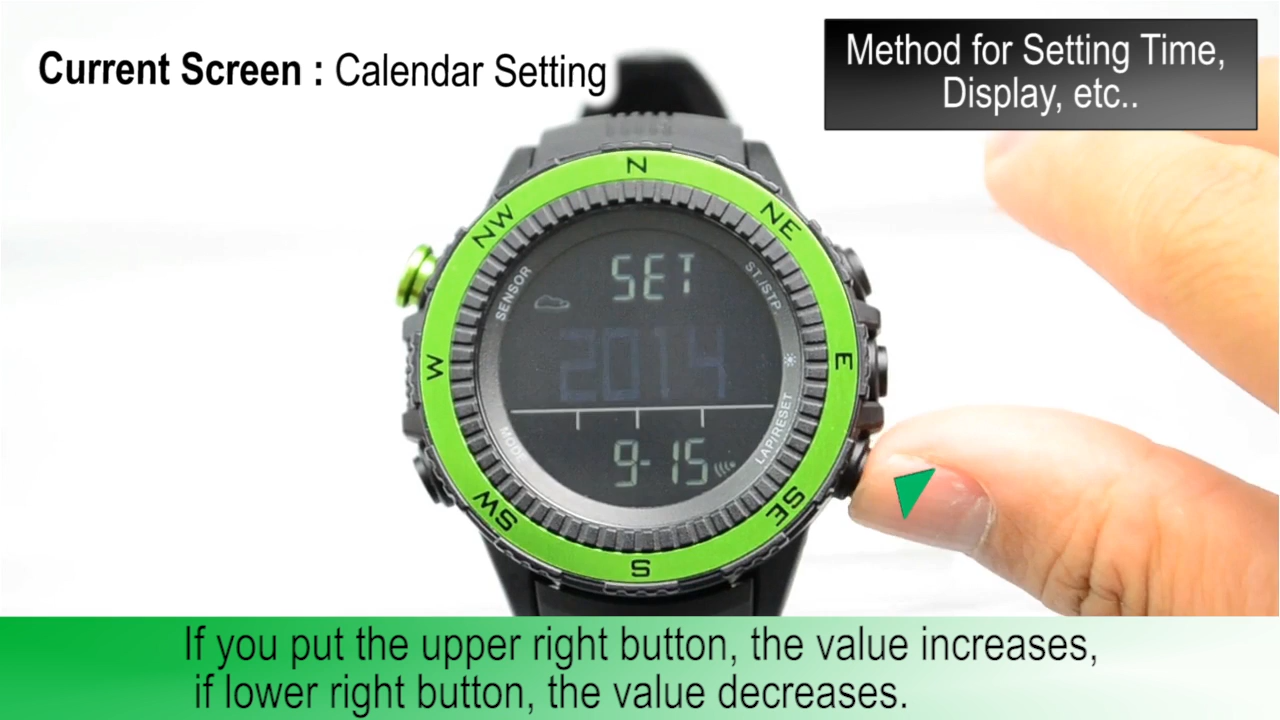 Current Screen : Calendar Setting
Method for Setting Time,
Display, etc..
N
NW
NE
SENSOR
SET
ST./STP.
2014
W
E
MODE
9-15
LAP/RESET
SW
SE
S
If you put the upper right button, the value increases,
if lower right button, the value decreases.